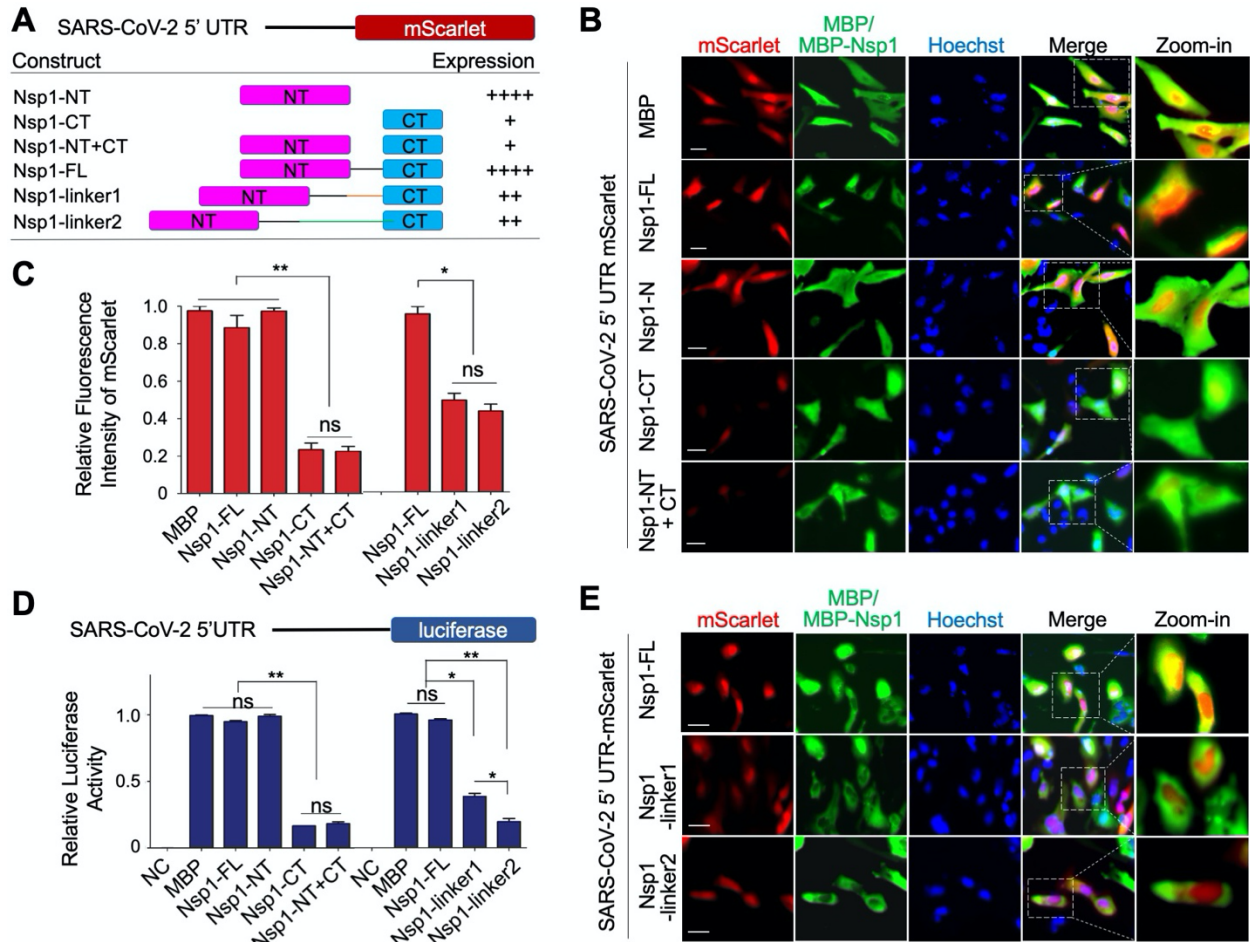 A
SARS-CoV-2 5' UTR
mScarlet
Construct Expression
Nsp1-NT NT ++++
Nsp1-CT CT +
Nsp1-NT+CT NT CT +
Nsp1-FL NT CT ++++
Nsp1-linker1 NT CT ++
Nsp1-linker2 NT CT ++
B
mScarlet
MBP/
MBP-Nsp1
Hoechst
Merge
Zoom-in
SARS-CoV-2 5' UTR mScarlet
MBP
Nsp1-FL
Nsp1-N
Nsp1-CT
Nsp1-NT
+ CT
C
Relative Fluorescence
Intensity of mScarlet
1.0
0.8
0.6
0.4
0.2
0
**
ns
*
ns
MBP
Nsp1-FL
Nsp1-NT
Nsp1-CT
Nsp1-NT+CT
Nsp1-FL
Nsp1-linker1
Nsp1-linker2
D
SARS-CoV-2 5'UTR
luciferase
Relative Luciferase
Activity
1.0
0.5
0
ns
**
ns
ns
*
**
*
NC
MBP
Nsp1-FL
Nsp1-NT
Nsp1-CT
Nsp1-NT+CT
NC
MBP
Nsp1-FL
Nsp1-linker1
Nsp1-linker2
E
mScarlet
MBP/
MBP-Nsp1
Hoechst
Merge
Zoom-in
SARS-CoV-2 5' UTR-mScarlet
Nsp1-FL
Nsp1
-linker1
Nsp1
-linker2